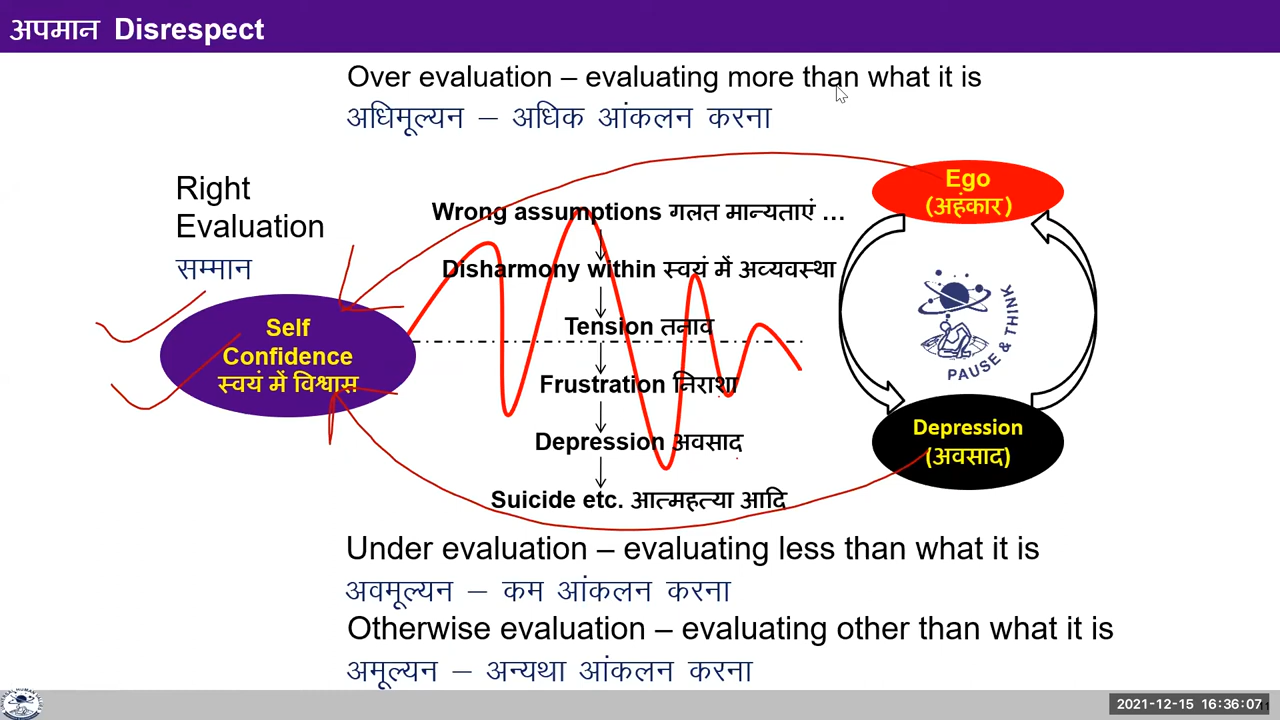 अपमान Disrespect
Over evaluation – evaluating more than what it is
अधिमूल्यन – अधिक आंकलन करना
Right
Evaluation
सम्मान
Self
Confidence
स्वयं में विश्वास
Wrong assumptions गलत मान्यताएं ...
Disharmony within स्वयं में अव्यवस्था
Tension तनाव
Frustration निराशा
Depression अवसाद
Suicide etc. आत्महत्या आदि
Ego
(अहंकार)
PAUSE & THINK
Depression
(अवसाद)
Under evaluation – evaluating less than what it is
अवमूल्यन – कम आंकलन करना
Otherwise evaluation – evaluating other than what it is
अमूल्यन – अन्यथा आंकलन करना
2021-12-15 16:36:07